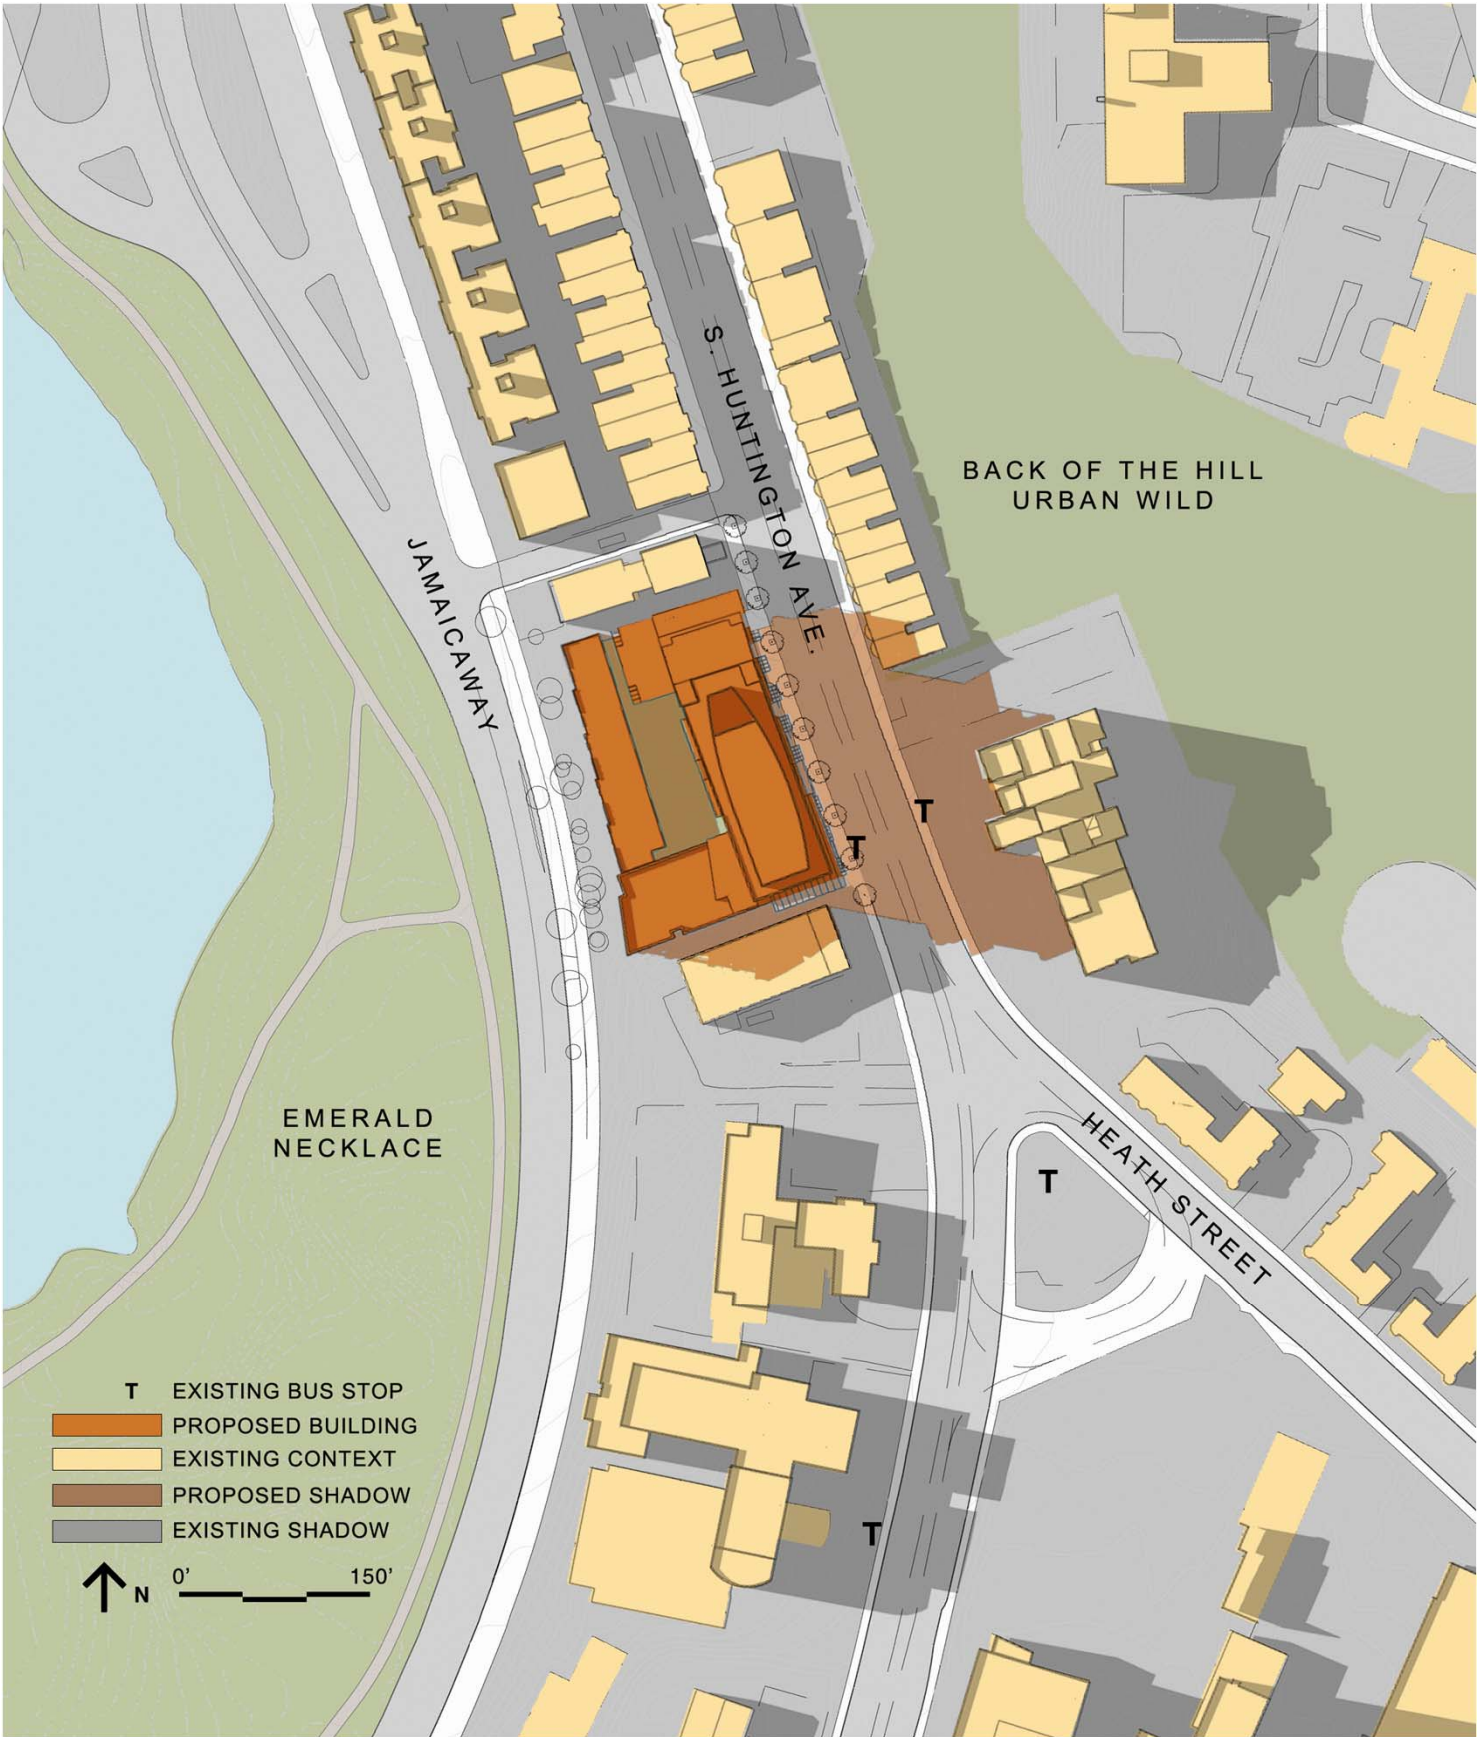 S. HUNTINGTON AVE.
BACK OF THE HILL
URBAN WILD
JAMAICAWAY
T
T
EMERALD
NECKLACE
HEATH STREET
T
T EXISTING BUS STOP
PROPOSED BUILDING
EXISTING CONTEXT
PROPOSED SHADOW
EXISTING SHADOW
T
N 0' 150'